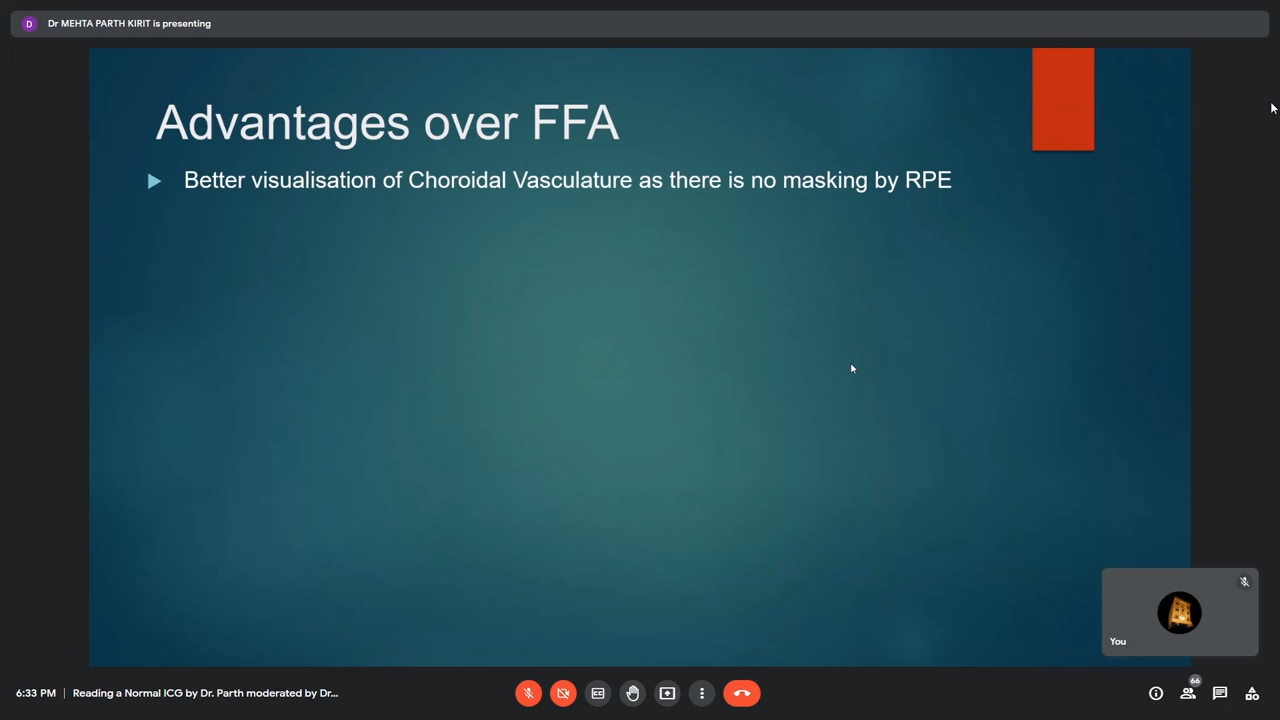 D
Dr MEHTA PARTH KIRIT is presenting
Advantages over FFA
Better visualisation of Choroidal Vasculature as there is no masking by RPE
You
6:33 PM
Reading a Normal ICG by Dr. Parth moderated by Dr...
66